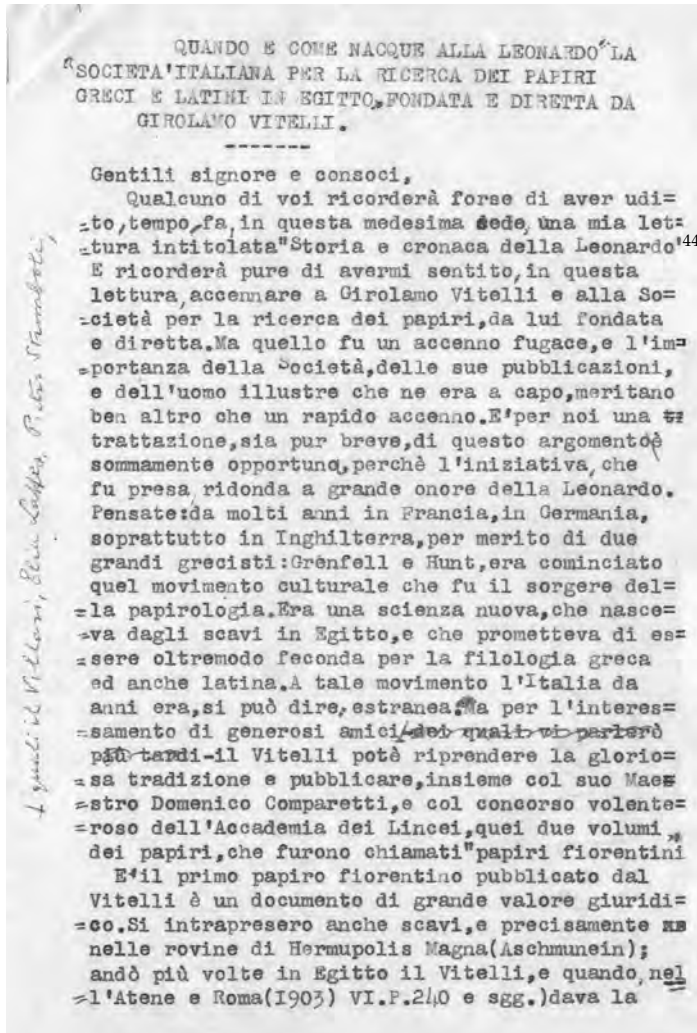 QUANDO E COME NACQUE ALLA LEONARDO"LA
"SOCIETA'ITALIANA PER LA RICERCA DEI PAPIRI
GRECI E LATINI IN EGITTO,FONDATA E DIRETTA DA
GIROLAMO VITELLI.
-------
Gentili signore e consoci,
Qualcuno di voi ricorderà forse di aver udi=
=to,tempo,fa,in questa medesima sede, una mia let=
=tura intitolata"Storia e cronaca della Leonardo"44
E ricorderà pure di avermi sentito,in questa
lettura,accennare a Girolamo Vitelli e alla So=
=cietà per la ricerca dei papiri,da lui fondata
e diretta.Ma quello fu un accenno fugace,e l'im=
=portanza della Società,delle sue pubblicazioni,
e dell'uomo illustre che ne era a capo,meritano
ben altro che un rapido accenno.E'per noi una
trattazione,sia pur breve,di questo argomento è
sommamente opportuno,perchè l'iniziativa,che
fu presa,ridonda a grande onore della Leonardo.
Pensate:da molti anni in Francia,in Germania,
soprattutto in Inghilterra,per merito di due
grandi grecisti:Grenfell e Hunt,era cominciato
quel movimento culturale che fu il sorgere del=
=la papirologia.Era una scienza nuova,che nasce=
=va dagli scavi in Egitto,e che prometteva di es=
=sere oltremodo feconda per la filologia greca
ed anche latina.A tale movimento l'Italia da
anni era,si può dire,estranea.Ma per l'interes=
=samento di generosi amici/dei quali vi parlerò
più tardi-il Vitelli potè riprendere la glorio=
=sa tradizione e pubblicare,insieme col suo Mae=
=stro Domenico Comparetti,e col concorso volente=
=roso dell'Accademia dei Lincei,quei due volumi
dei papiri,che furono chiamati"papiri fiorentini"
E'il primo papiro fiorentino pubblicato dal
Vitelli è un documento di grande valore giuridi=
=co.Si intrapresero anche scavi,e precisamente
nelle rovine di Hermupolis Magna(Aschmunein);
andò più volte in Egitto il Vitelli,e quando,nel
=l'Atene e Roma(1903) VI.P.240 e sgg.)dava la
i quali il Villari,